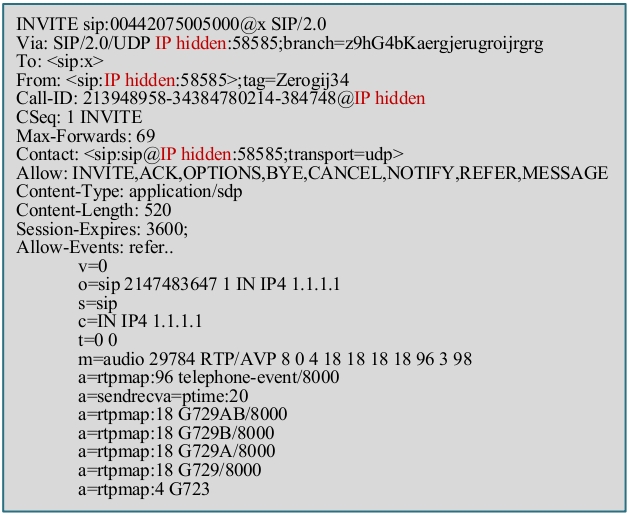 INVITE sip:00442075005000@x SIP/2.0
Via: SIP/2.0/UDP IP hidden:58585;branch=z9hG4bKaergjerugroijrgrg
To: <sip:x>
From: <sip:IP hidden:58585>;tag=Zerogij34
Call-ID: 213948958-34384780214-384748@IP hidden
CSeq: 1 INVITE
Max-Forwards: 69
Contact: <sip:sip@IP hidden:58585;transport=udp>
Allow: INVITE,ACK,OPTIONS,BYE,CANCEL,NOTIFY,REFER,MESSAGE
Content-Type: application/sdp
Content-Length: 520
Session-Expires: 3600;
Allow-Events: refer..
v=0
o=sip 2147483647 1 IN IP4 1.1.1.1
s=sip
c=IN IP4 1.1.1.1
t=0 0
m=audio 29784 RTP/AVP 8 0 4 18 18 18 18 96 3 98
a=rtpmap:96 telephone-event/8000
a=sendrecva=ptime:20
a=rtpmap:18 G729AB/8000
a=rtpmap:18 G729B/8000
a=rtpmap:18 G729A/8000
a=rtpmap:18 G729/8000
a=rtpmap:4 G723